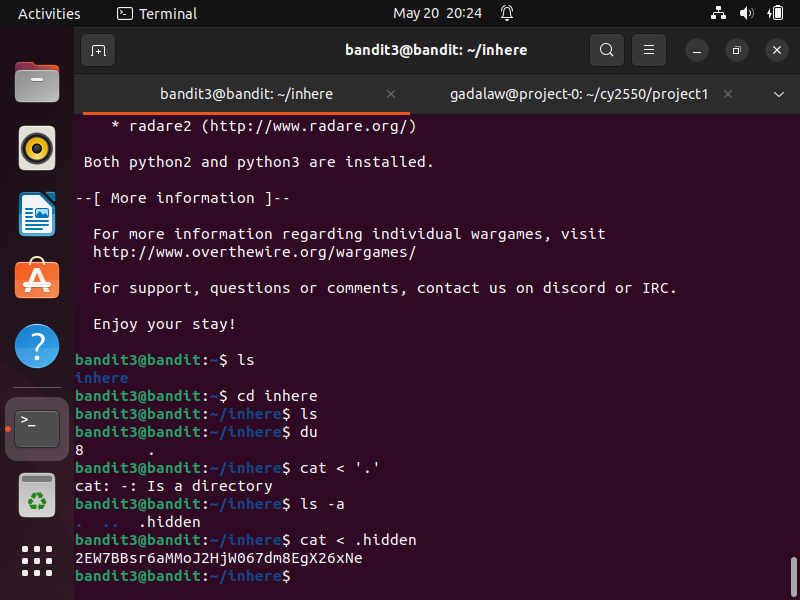 Activities
Terminal
May 20 20:24
bandit3@bandit: ~/inhere
bandit3@bandit: ~/inhere
gadalaw@project-0: ~/cy2550/project1
* radare2 (http://www.radare.org/)
Both python2 and python3 are installed.
--[ More information ]--
For more information regarding individual wargames, visit
http://www.overthewire.org/wargames/
For support, questions or comments, contact us on discord or IRC.
Enjoy your stay!
bandit3@bandit:~$ ls
inhere
bandit3@bandit:~$ cd inhere
bandit3@bandit:~/inhere$ ls
bandit3@bandit:~/inhere$ du
8 .
bandit3@bandit:~/inhere$ cat < '.'
cat: -: Is a directory
bandit3@bandit:~/inhere$ ls -a
. .. .hidden
bandit3@bandit:~/inhere$ cat < .hidden
2EW7BBsr6aMMoJ2HjW067dm8EgX26xNe
bandit3@bandit:~/inhere$